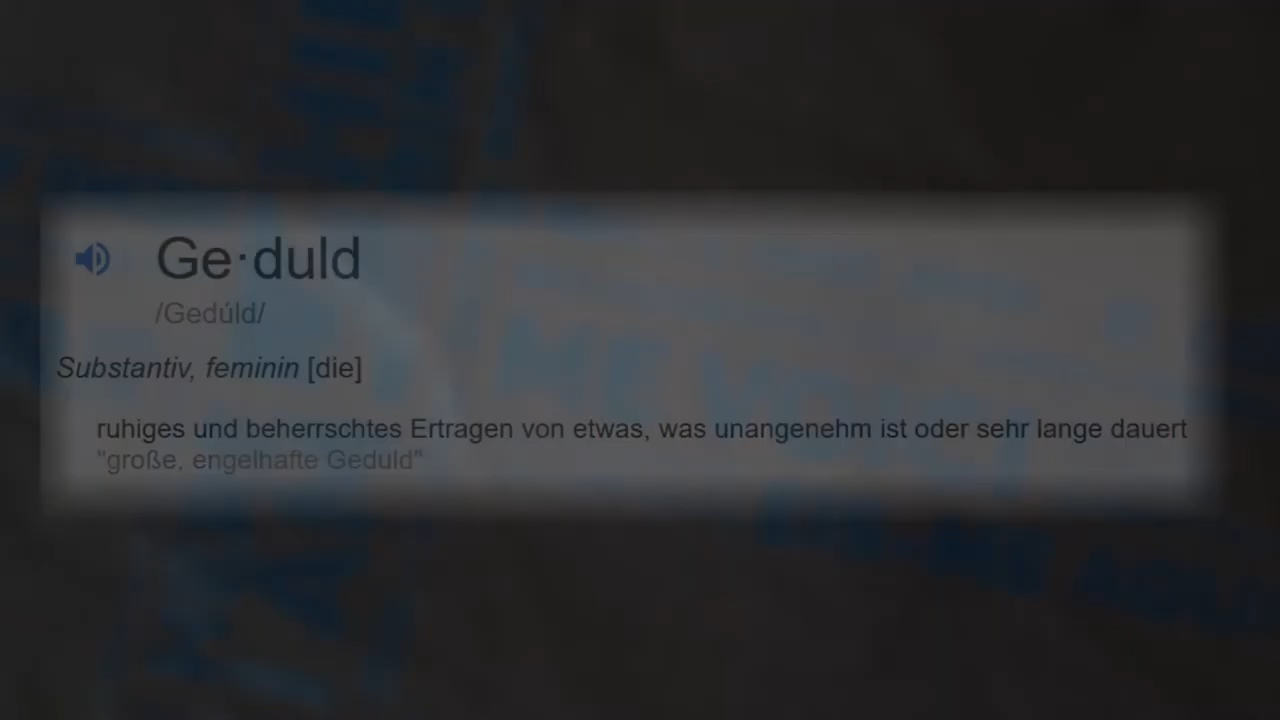 Ge·duld
/Gedúld/
Substantiv, feminin [die]
ruhiges und beherrschtes Ertragen von etwas, was unangenehm ist oder sehr lange dauert
"große, engelhafte Geduld"